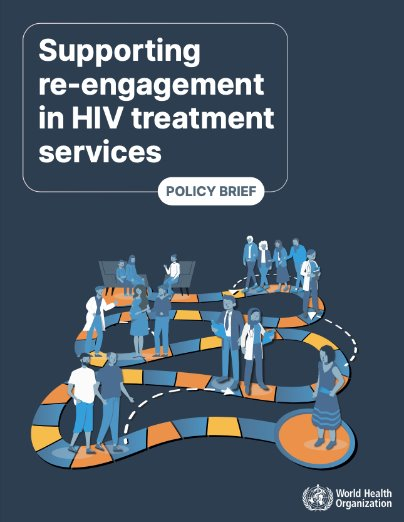 Supporting
re-engagement
in HIV treatment
services
POLICY BRIEF
World Health
Organization